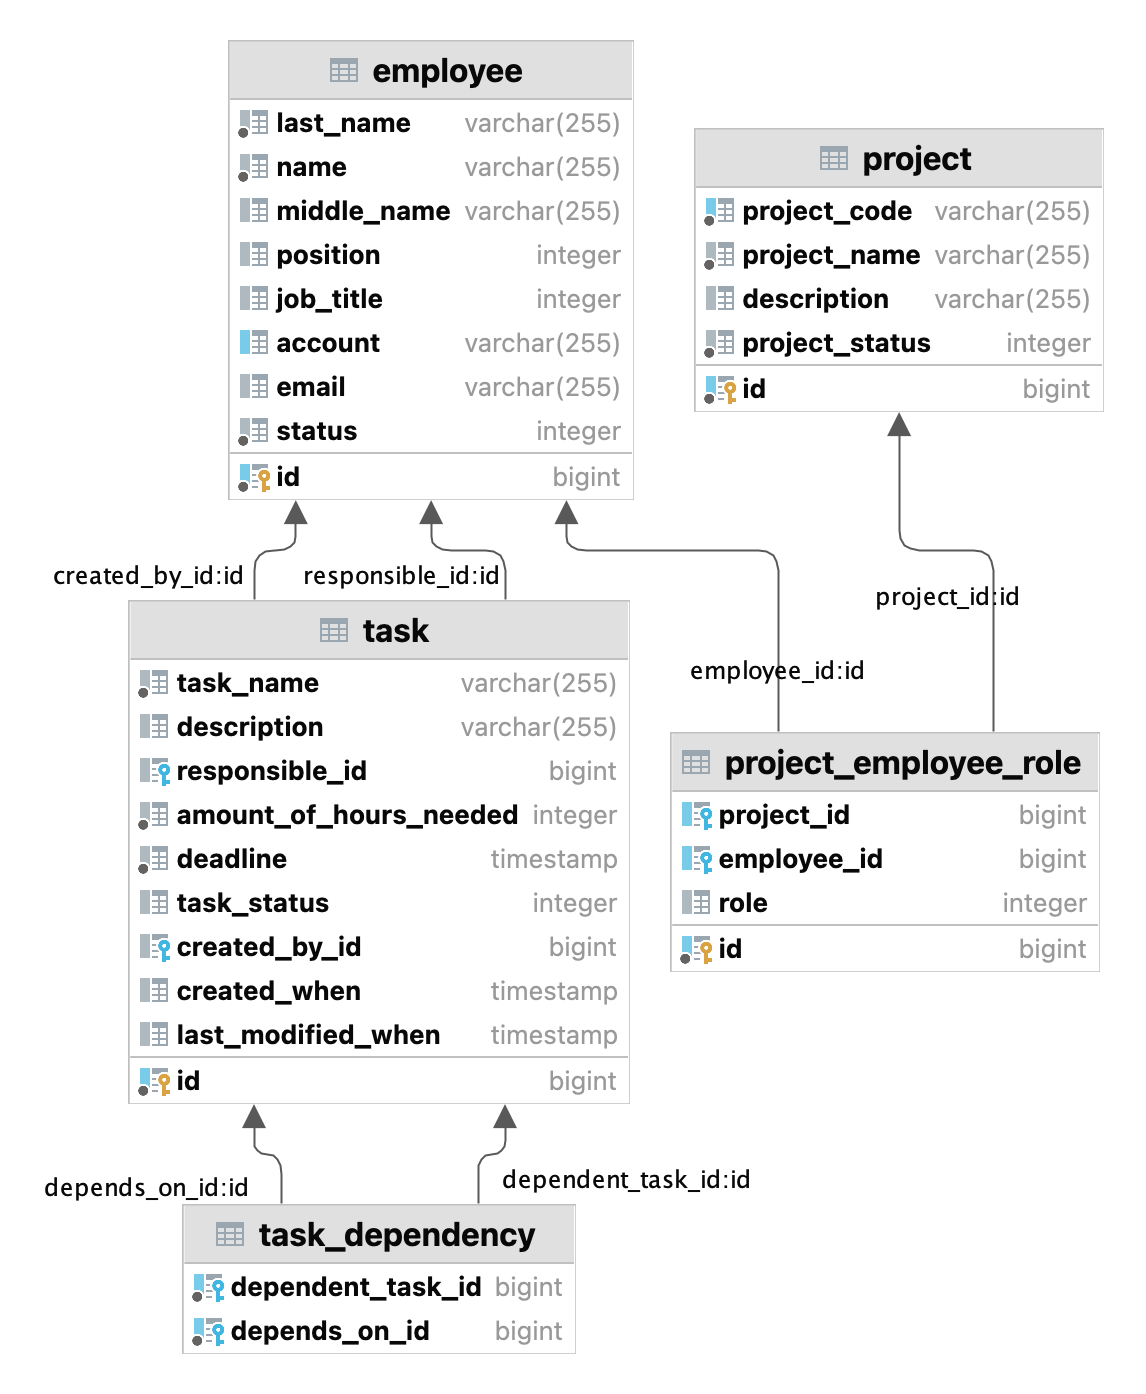 employee
last_name varchar(255)
name varchar(255)
middle_name varchar(255)
position integer
job_title integer
account varchar(255)
email varchar(255)
status integer
id bigint
project
project_code varchar(255)
project_name varchar(255)
description varchar(255)
project_status integer
id bigint
created_by_id:id
responsible_id:id
employee_id:id
project_id:id
task
task_name varchar(255)
description varchar(255)
responsible_id bigint
amount_of_hours_needed integer
deadline timestamp
task_status integer
created_by_id bigint
created_when timestamp
last_modified_when timestamp
id bigint
project_employee_role
project_id bigint
employee_id bigint
role integer
id bigint
depends_on_id:id
dependent_task_id:id
task_dependency
dependent_task_id bigint
depends_on_id bigint